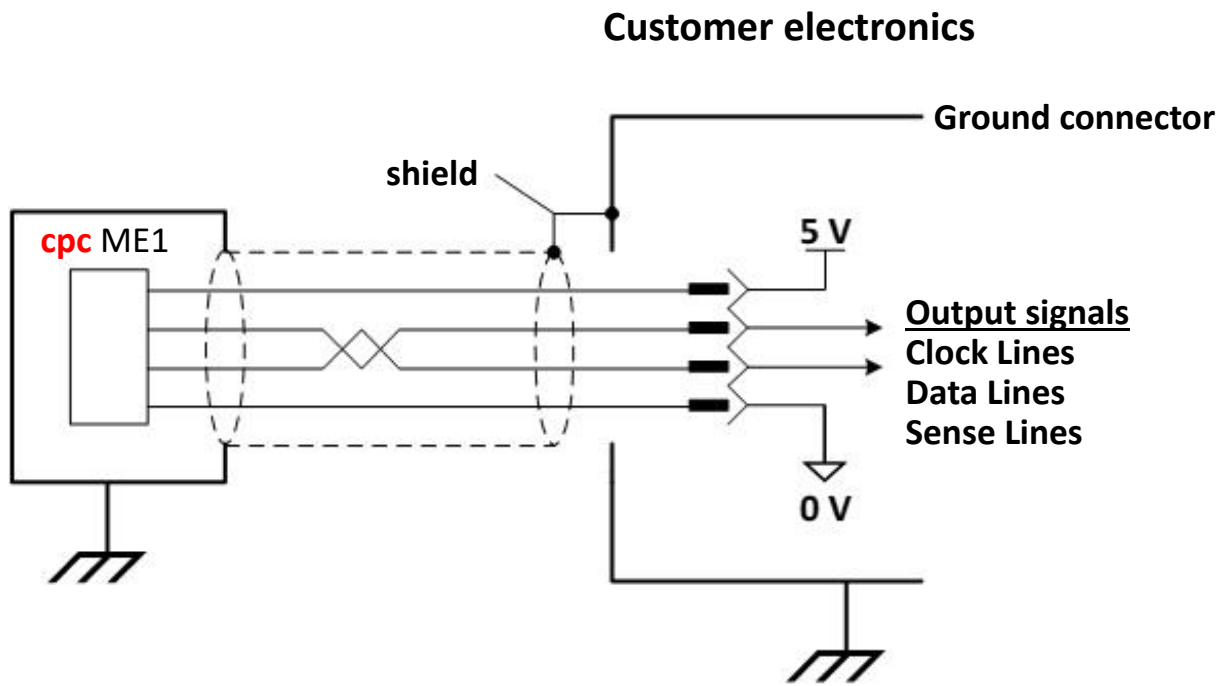 Customer electronics
Ground connector
shield
cpc ME1
5 V
Output signals
Clock Lines
Data Lines
Sense Lines
0 V